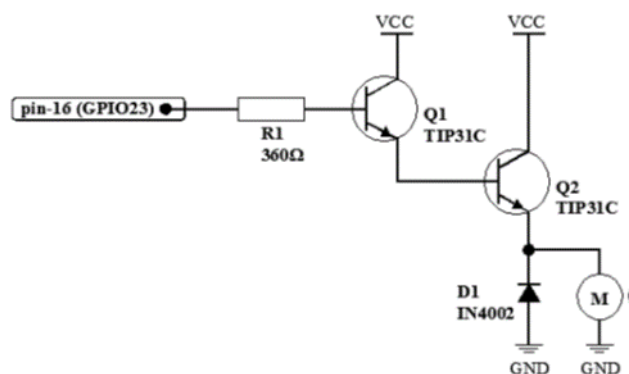 VCC
VCC
pin-16 (GPIO23)
R1
360Ω
Q1
TIP31C
Q2
TIP31C
D1
IN4002
M
GND
GND